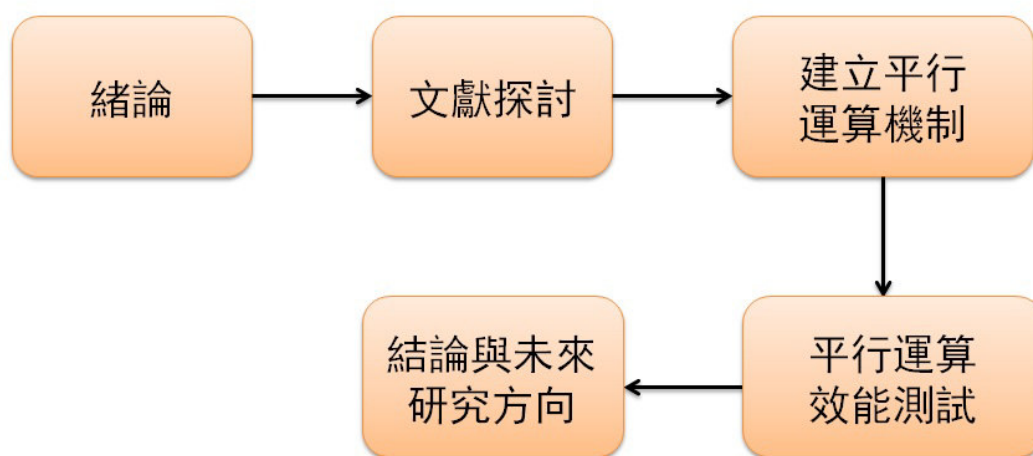 緒論
文獻探討
建立平行
運算機制
平行運算
效能測試
結論與未來
研究方向